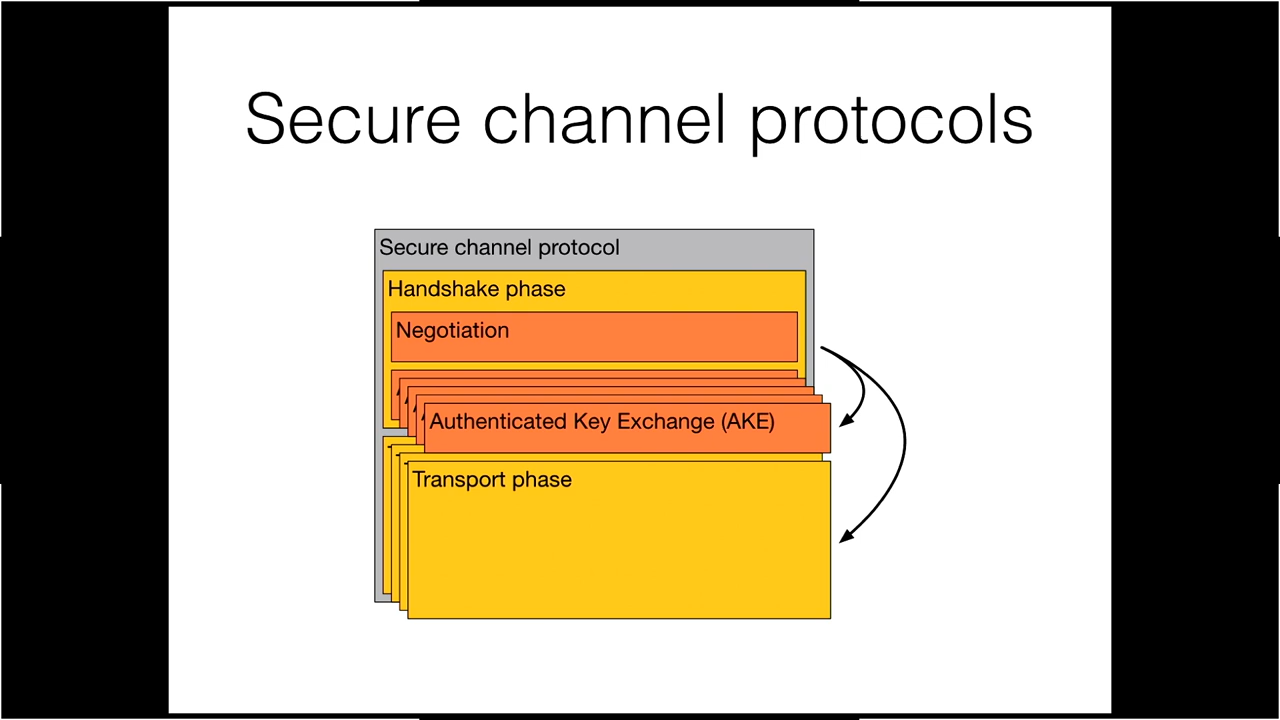 Secure channel protocols
Secure channel protocol
Handshake phase
Negotiation
Authenticated Key Exchange (AKE)
Transport phase